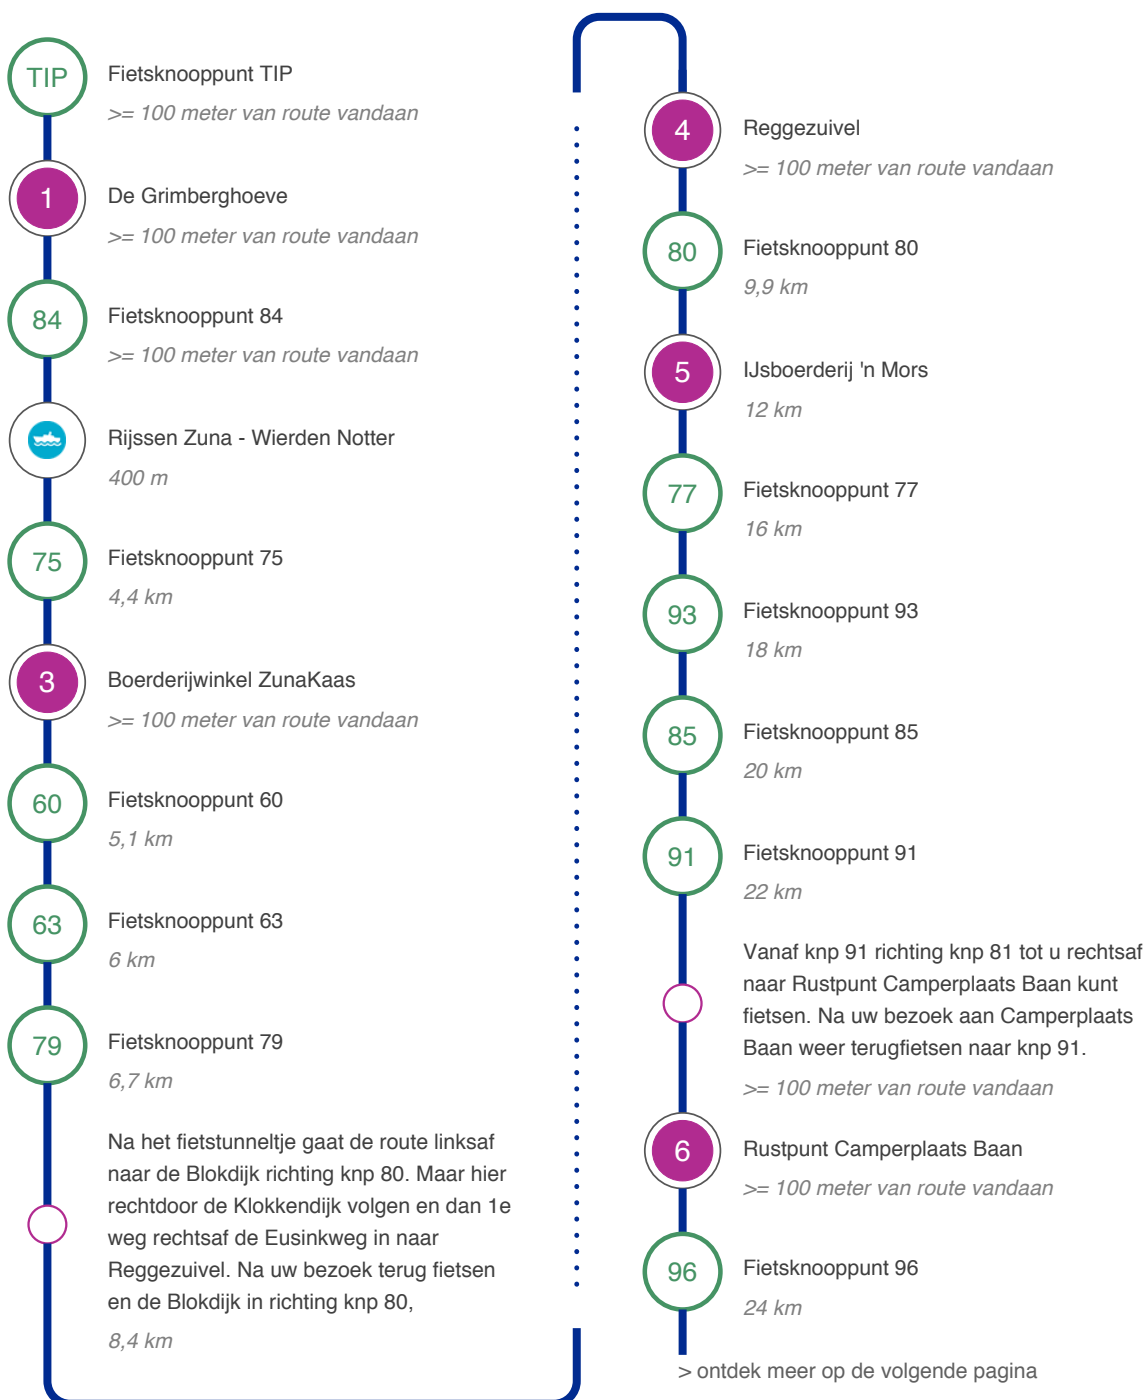 TIP
Fietsknooppunt TIP
>= 100 meter van route vandaan
1
De Grimberghoeve
>= 100 meter van route vandaan
84
Fietsknooppunt 84
>= 100 meter van route vandaan
Rijssen Zuna - Wierden Notter
400 m
75
Fietsknooppunt 75
4,4 km
3
Boerderijwinkel ZunaKaas
>= 100 meter van route vandaan
60
Fietsknooppunt 60
5,1 km
63
Fietsknooppunt 63
6 km
79
Fietsknooppunt 79
6,7 km
Na het fietstunneltje gaat de route linksaf
naar de Blokdijk richting knp 80. Maar hier
rechtdoor de Klokkendijk volgen en dan 1e
weg rechtsaf de Eusinkweg in naar
Reggezuivel. Na uw bezoek terug fietsen
en de Blokdijk in richting knp 80,
8,4 km
4
Reggezuivel
>= 100 meter van route vandaan
80
Fietsknooppunt 80
9,9 km
5
IJsboerderij 'n Mors
12 km
77
Fietsknooppunt 77
16 km
93
Fietsknooppunt 93
18 km
85
Fietsknooppunt 85
20 km
91
Fietsknooppunt 91
22 km
Vanaf knp 91 richting knp 81 tot u rechtsaf
naar Rustpunt Camperplaats Baan kunt
fietsen. Na uw bezoek aan Camperplaats
Baan weer terugfietsen naar knp 91.
>= 100 meter van route vandaan
6
Rustpunt Camperplaats Baan
>= 100 meter van route vandaan
96
Fietsknooppunt 96
24 km
> ontdek meer op de volgende pagina